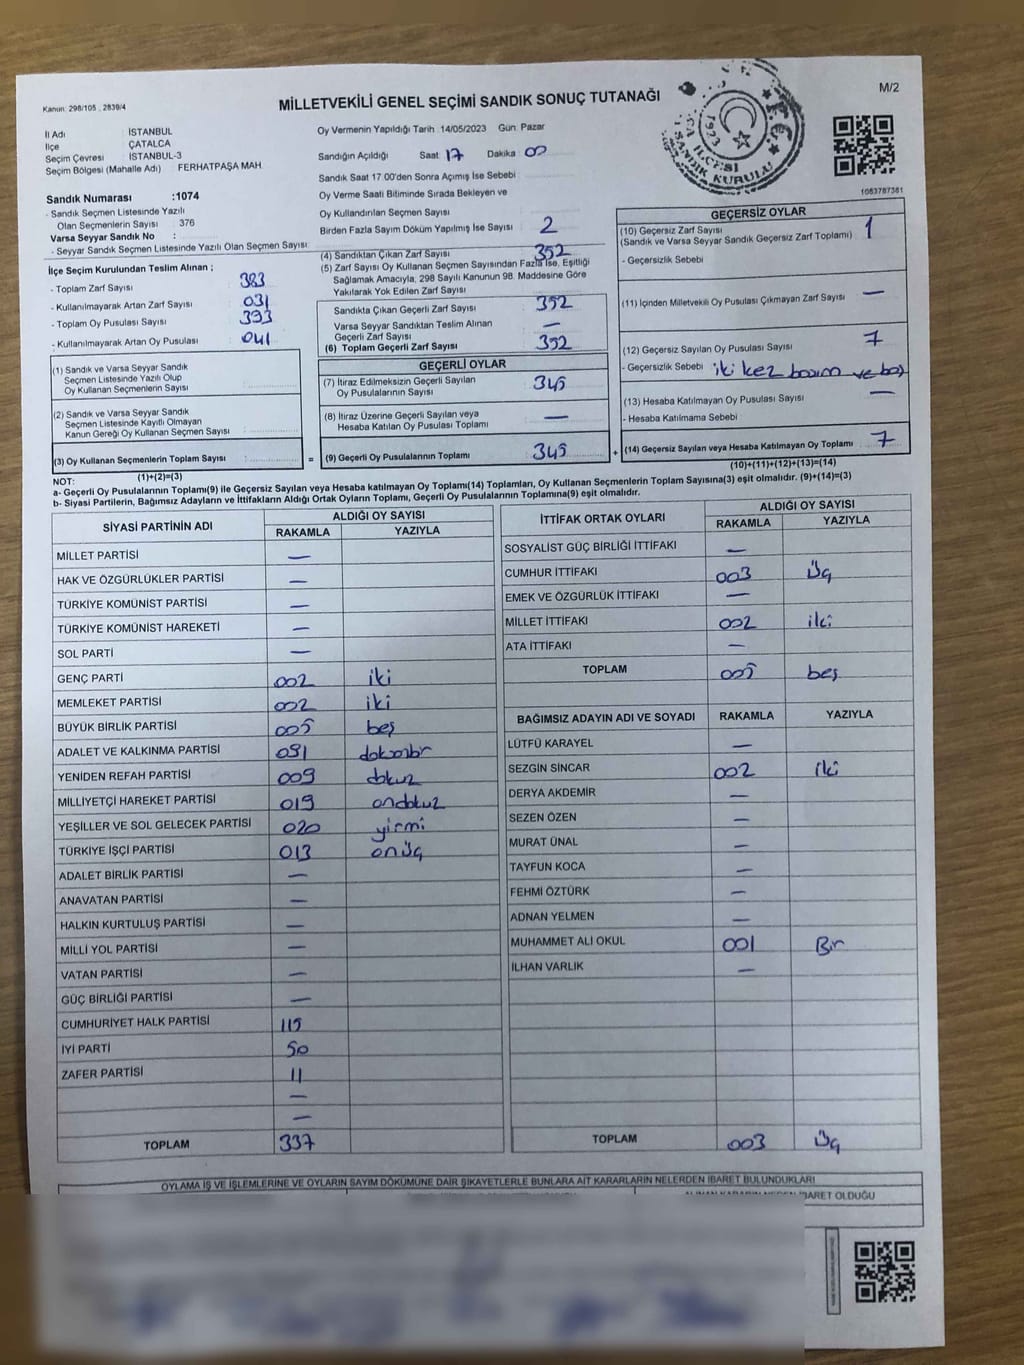 Kanun: 298/105 , 2839/4
MİLLETVEKİLİ GENEL SEÇİMİ SANDIK SONUÇ TUTANAĞI
M/2
İl Adı : İSTANBUL
İlçe : ÇATALCA
Seçim Çevresi : İSTANBUL-3
Seçim Bölgesi (Mahalle Adı) FERHATPAŞA MAH.
Sandık Numarası :1074
- Sandık Seçmen Listesinde Yazılı
Olan Seçmenlerin Sayısı : 376
Varsa Seyyar Sandık No :
- Seyyar Sandık Seçmen Listesinde Yazılı Olan Seçmen Sayısı :
Oy Vermenin Yapıldığı Tarih :14/05/2023 Gün: Pazar
Sandığın Açıldığı Saat 17 Dakika 00
Sandık Saat 17:00'den Sonra Açımış İse Sebebi :
Oy Verme Saati Bitiminde Sırada Bekleyen ve
Oy Kullandırılan Seçmen Sayısı
Birden Fazla Sayım Döküm Yapılmış İse Sayısı : 2
T.C.
1923
SANDIK KURULU
1083787361
İlçe Seçim Kurulundan Teslim Alınan ;
- Toplam Zarf Sayısı : 383
- Kullanılmayarak Artan Zarf Sayısı : 031
- Toplam Oy Pusulası Sayısı : 393
- Kullanılmayarak Artan Oy Pusulası : 041
(1) Sandık ve Varsa Seyyar Sandık
Seçmen Listesinde Yazılı Olup
Oy Kullanan Seçmenlerin Sayısı :
(2) Sandık ve Varsa Seyyar Sandık
Seçmen Listesinde Kayıtlı Olmayan
Kanun Gereği Oy Kullanan Seçmen Sayısı :
(3) Oy Kullanan Seçmenlerin Toplam Sayısı :
(1)+(2)=(3)
(4) Sandıktan Çıkan Zarf Sayısı : 352
(5) Zarf Sayısı Oy Kullanan Seçmen Sayısından Fazla İse, Eşitliği
Sağlamak Amacıyla, 298 Sayılı Kanunun 98. Maddesine Göre
Yakılarak Yok Edilen Zarf Sayısı :
Sandıkta Çıkan Geçerli Zarf Sayısı : 352
Varsa Seyyar Sandıktan Teslim Alınan
Geçerli Zarf Sayısı : —
(6) Toplam Geçerli Zarf Sayısı : 352
GEÇERLİ OYLAR
(7) İtiraz Edilmeksizin Geçerli Sayılan
Oy Pusulalarının Sayısı : 345
(8) İtiraz Üzerine Geçerli Sayılan veya
Hesaba Katılan Oy Pusulası Toplamı : —
= (9) Geçerli Oy Pusulalarının Toplamı : 345 +
GEÇERSİZ OYLAR
(10) Geçersiz Zarf Sayısı
(Sandık ve Varsa Seyyar Sandık Geçersiz Zarf Toplamı) : 1
- Geçersizlik Sebebi :
(11) İçinden Milletvekili Oy Pusulası Çıkmayan Zarf Sayısı : —
(12) Geçersiz Sayılan Oy Pusulası Sayısı : 7
- Geçersizlik Sebebi : iki kez basım ve boş
(13) Hesaba Katılmayan Oy Pusulası Sayısı : —
- Hesaba Katılmama Sebebi :
(14) Geçersiz Sayılan veya Hesaba Katılmayan Oy Toplamı : 7
(10)+(11)+(12)+(13)=(14)
NOT:
a- Geçerli Oy Pusulalarının Toplamı(9) ile Geçersiz Sayılan veya Hesaba katılmayan Oy Toplamı(14) Toplamları, Oy Kullanan Seçmenlerin Toplam Sayısına(3) eşit olmalıdır. (9)+(14)=(3)
b- Siyasi Partilerin, Bağımsız Adayların ve İttifakların Aldığı Ortak Oyların Toplamı, Geçerli Oy Pusulalarının Toplamına(9) eşit olmalıdır.
SİYASİ PARTİNİN ADI ALDIĞI OY SAYISI
RAKAMLA YAZIYLA
MİLLET PARTİSİ —
HAK VE ÖZGÜRLÜKLER PARTİSİ —
TÜRKİYE KOMÜNİST PARTİSİ —
TÜRKİYE KOMÜNİST HAREKETİ —
SOL PARTİ —
GENÇ PARTİ 002 iki
MEMLEKET PARTİSİ 002 iki
BÜYÜK BİRLİK PARTİSİ 005 beş
ADALET VE KALKINMA PARTİSİ 091 doksanbir
YENİDEN REFAH PARTİSİ 009 dokuz
MİLLİYETÇİ HAREKET PARTİSİ 019 ondokuz
YEŞİLLER VE SOL GELECEK PARTİSİ 020 yirmi
TÜRKİYE İŞÇİ PARTİSİ 013 onüç
ADALET BİRLİK PARTİSİ —
ANAVATAN PARTİSİ —
HALKIN KURTULUŞ PARTİSİ —
MİLLİ YOL PARTİSİ —
VATAN PARTİSİ —
GÜÇ BİRLİĞİ PARTİSİ —
CUMHURİYET HALK PARTİSİ 115
İYİ PARTİ 50
ZAFER PARTİSİ 11
—
—
TOPLAM 337
İTTİFAK ORTAK OYLARI ALDIĞI OY SAYISI
RAKAMLA YAZIYLA
SOSYALİST GÜÇ BİRLİĞİ İTTİFAKI —
CUMHUR İTTİFAKI 003 üç
EMEK VE ÖZGÜRLÜK İTTİFAKI —
MİLLET İTTİFAKI 002 iki
ATA İTTİFAKI —
TOPLAM 005 beş
BAĞIMSIZ ADAYIN ADI VE SOYADI RAKAMLA YAZIYLA
LÜTFÜ KARAYEL —
SEZGİN SİNCAR 002 iki
DERYA AKDEMİR —
SEZEN ÖZEN —
MURAT ÜNAL —
TAYFUN KOCA —
FEHMİ ÖZTÜRK —
ADNAN YELMEN —
MUHAMMET ALİ OKUL 001 Bir
İLHAN VARLIK —
TOPLAM 003 üç
OYLAMA İŞ VE İŞLEMLERİNE VE OYLARIN SAYIM DÖKÜMÜNE DAİR ŞİKAYETLERLE BUNLARA AİT KARARLARIN NELERDEN İBARET BULUNDUKLARI